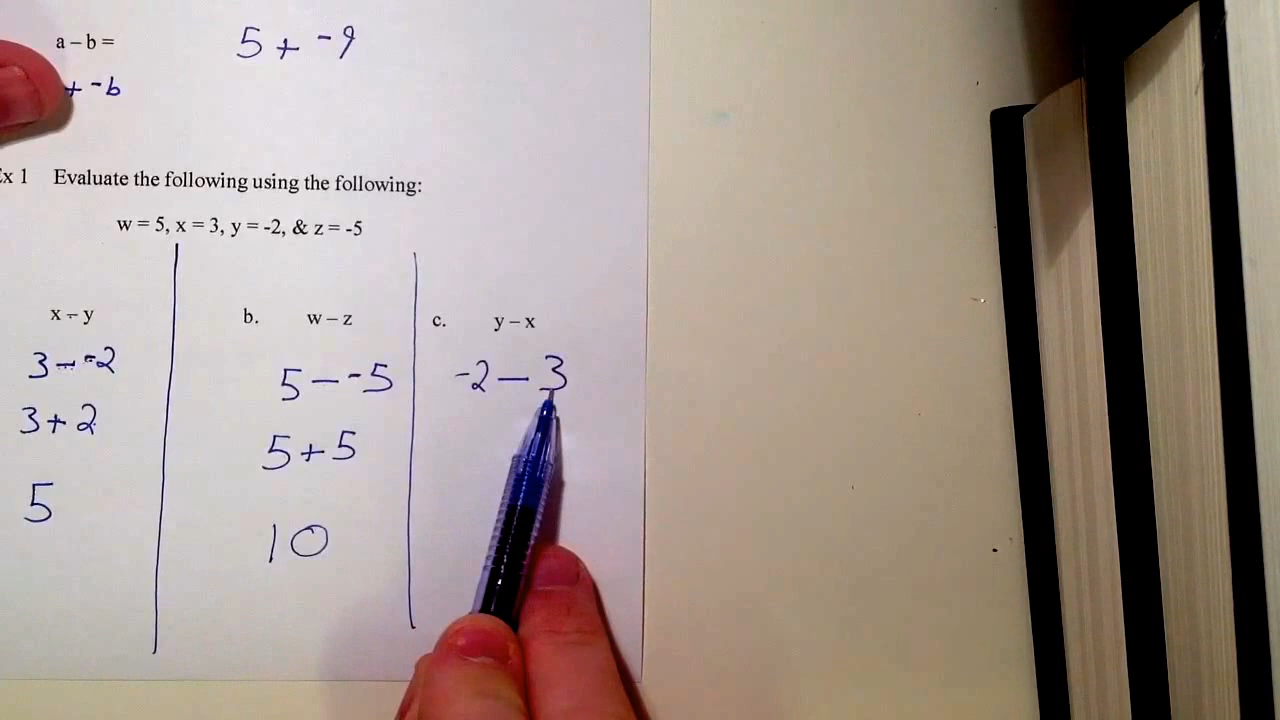 a – b =
5 + -9
+ -b
Ex 1 Evaluate the following using the following:
w = 5, x = 3, y = -2, & z = -5
x – y
3 - -2
3 + 2
5
b. w – z
5 - -5
5 + 5
10
c. y – x
-2 - 3